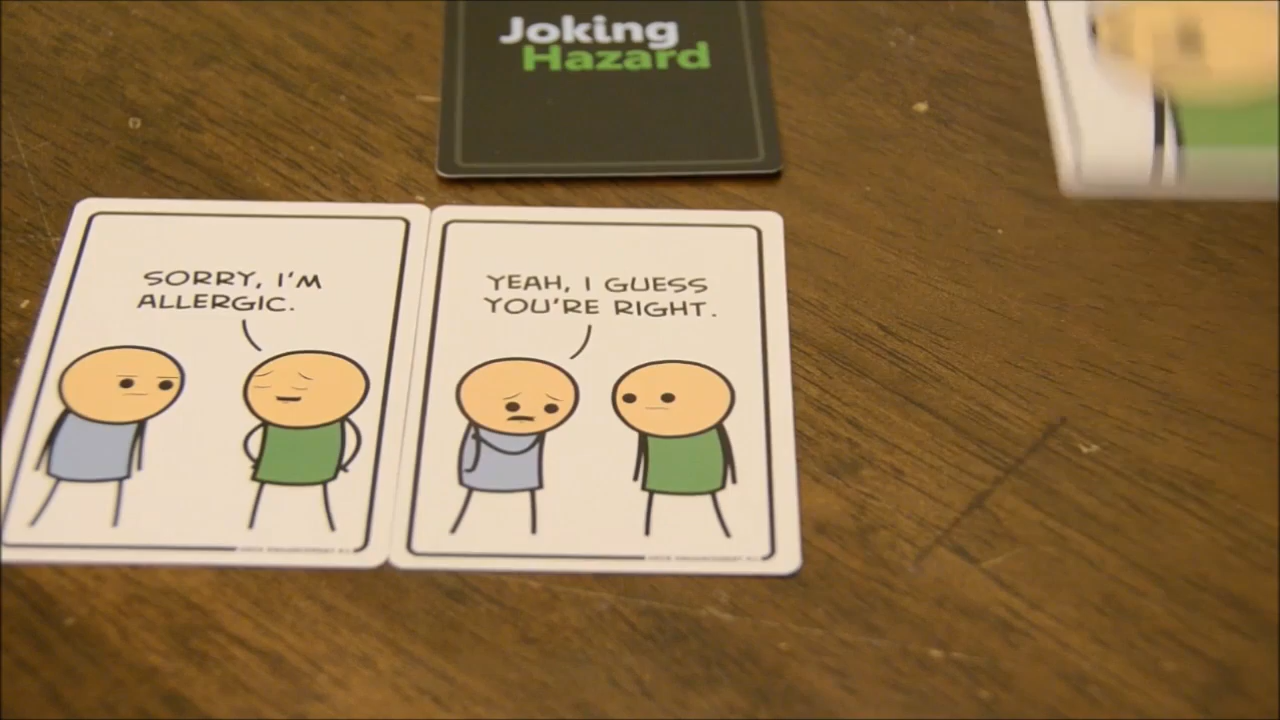 Joking
Hazard
SORRY, I'M
ALLERGIC.
YEAH, I GUESS
YOU'RE RIGHT.